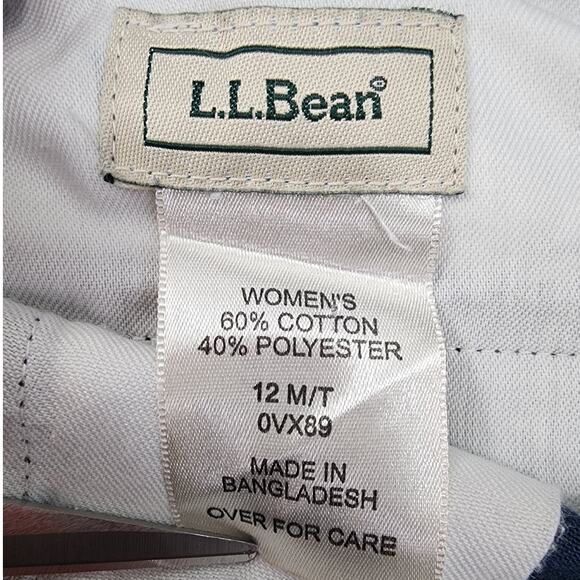 L.L.Bean®
WOMEN'S
60% COTTON
40% POLYESTER
12 M/T
0VX89
MADE IN
BANGLADESH
OVER FOR CARE